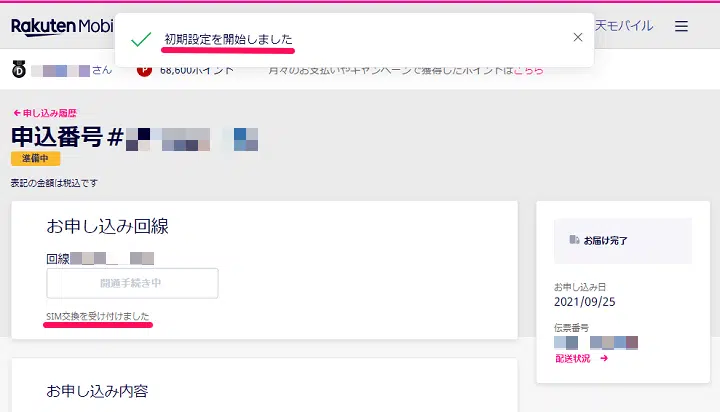 Rakuten Mobi
初期設定を開始しました
天モバイル
さん
68,600ポイント
月々のお支払いやキャンペーンで獲得したポイントはこちら
申し込み履歴
申込番号#
準備中
表記の金額は税込です
お申し込み回線
回線
開通手続き中
SIM交換を受け付けました
お届け完了
お申し込み日
2021/09/25
伝票番号
配送状況
お申し込み内容